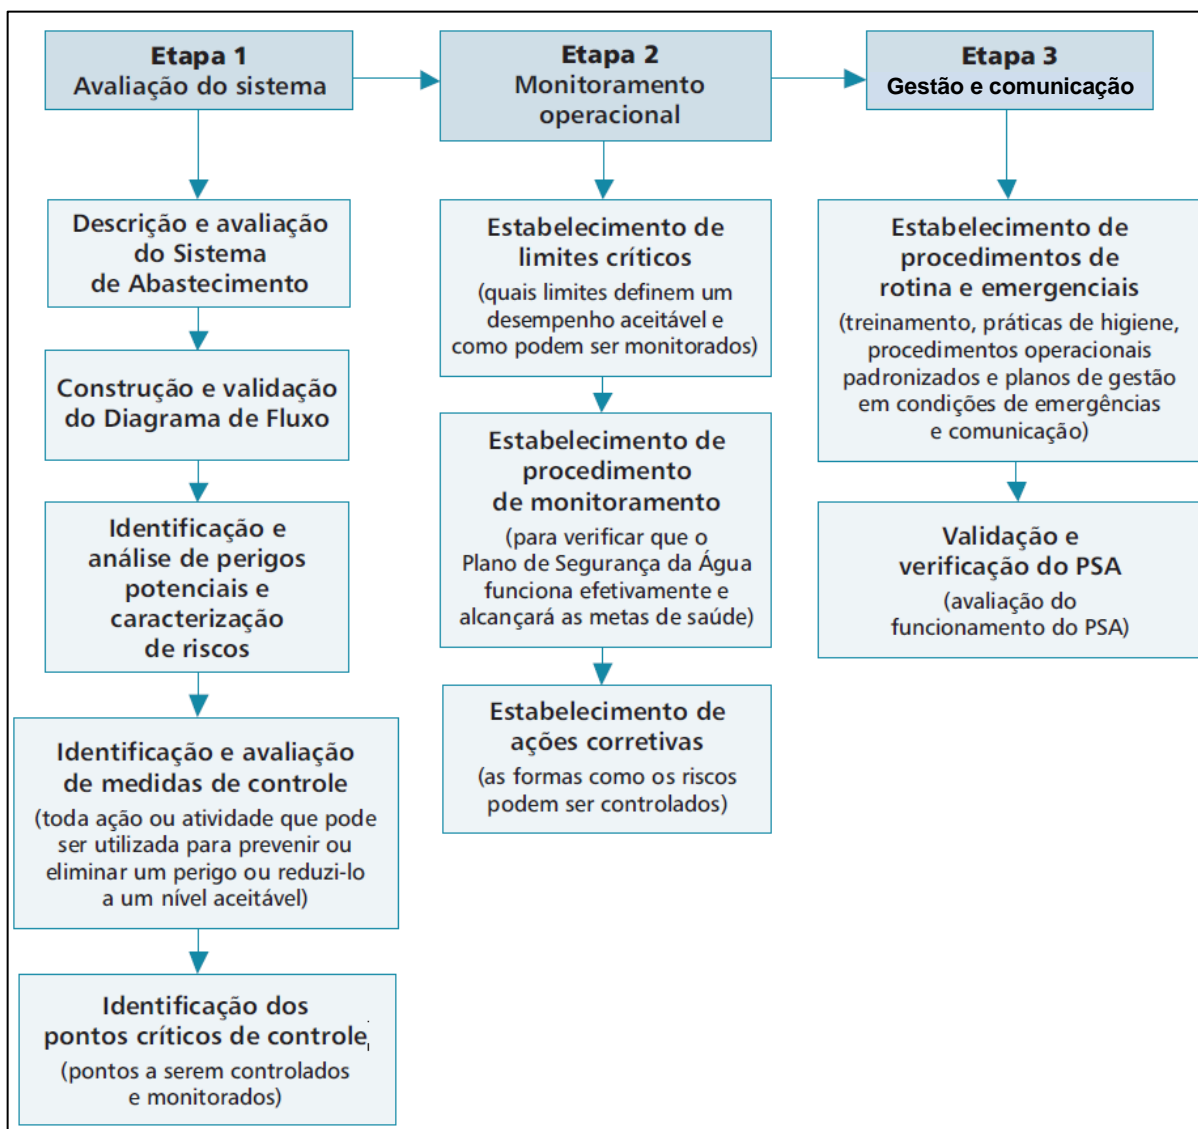 Etapa 1
Avaliação do sistema
Descrição e avaliação
do Sistema
de Abastecimento
Construção e validação
do Diagrama de Fluxo
Identificação e
análise de perigos
potenciais e
caracterização
de riscos
Identificação e avaliação
de medidas de controle
(toda ação ou atividade que pode
ser utilizada para prevenir ou
eliminar um perigo ou reduzi-lo
a um nível aceitável)
Identificação dos
pontos críticos de controle
(pontos a serem controlados
e monitorados)
Etapa 2
Monitoramento
operacional
Estabelecimento de
limites críticos
(quais limites definem um
desempenho aceitável e
como podem ser monitorados)
Estabelecimento de
procedimento
de monitoramento
(para verificar que o
Plano de Segurança da Água
funciona efetivamente e
alcançará as metas de saúde)
Estabelecimento de
ações corretivas
(as formas como os riscos
podem ser controlados)
Etapa 3
Gestão e comunicação
Estabelecimento de
procedimentos de
rotina e emergenciais
(treinamento, práticas de higiene,
procedimentos operacionais
padronizados e planos de gestão
em condições de emergências
e comunicação)
Validação e
verificação do PSA
(avaliação do
funcionamento do PSA)